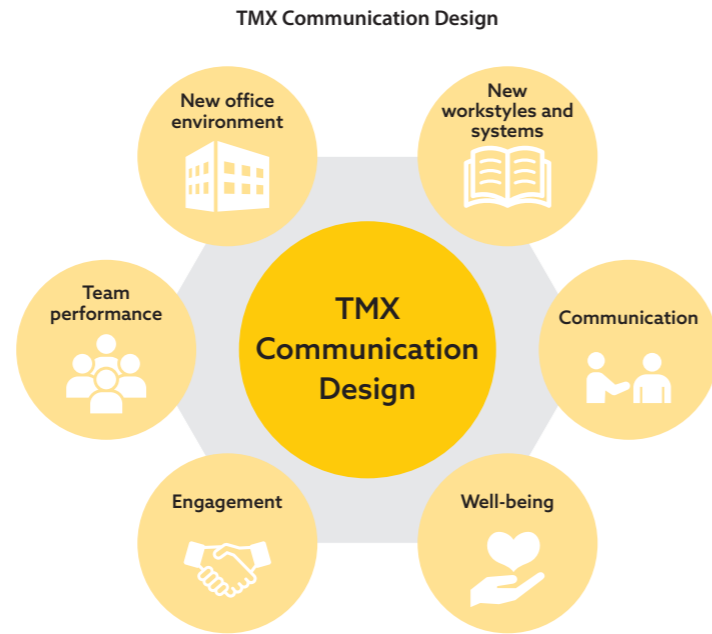 TMX Communication Design
New office
environment
New
workstyles and
systems
Team
performance
TMX
Communication
Design
Communication
Engagement
Well-being